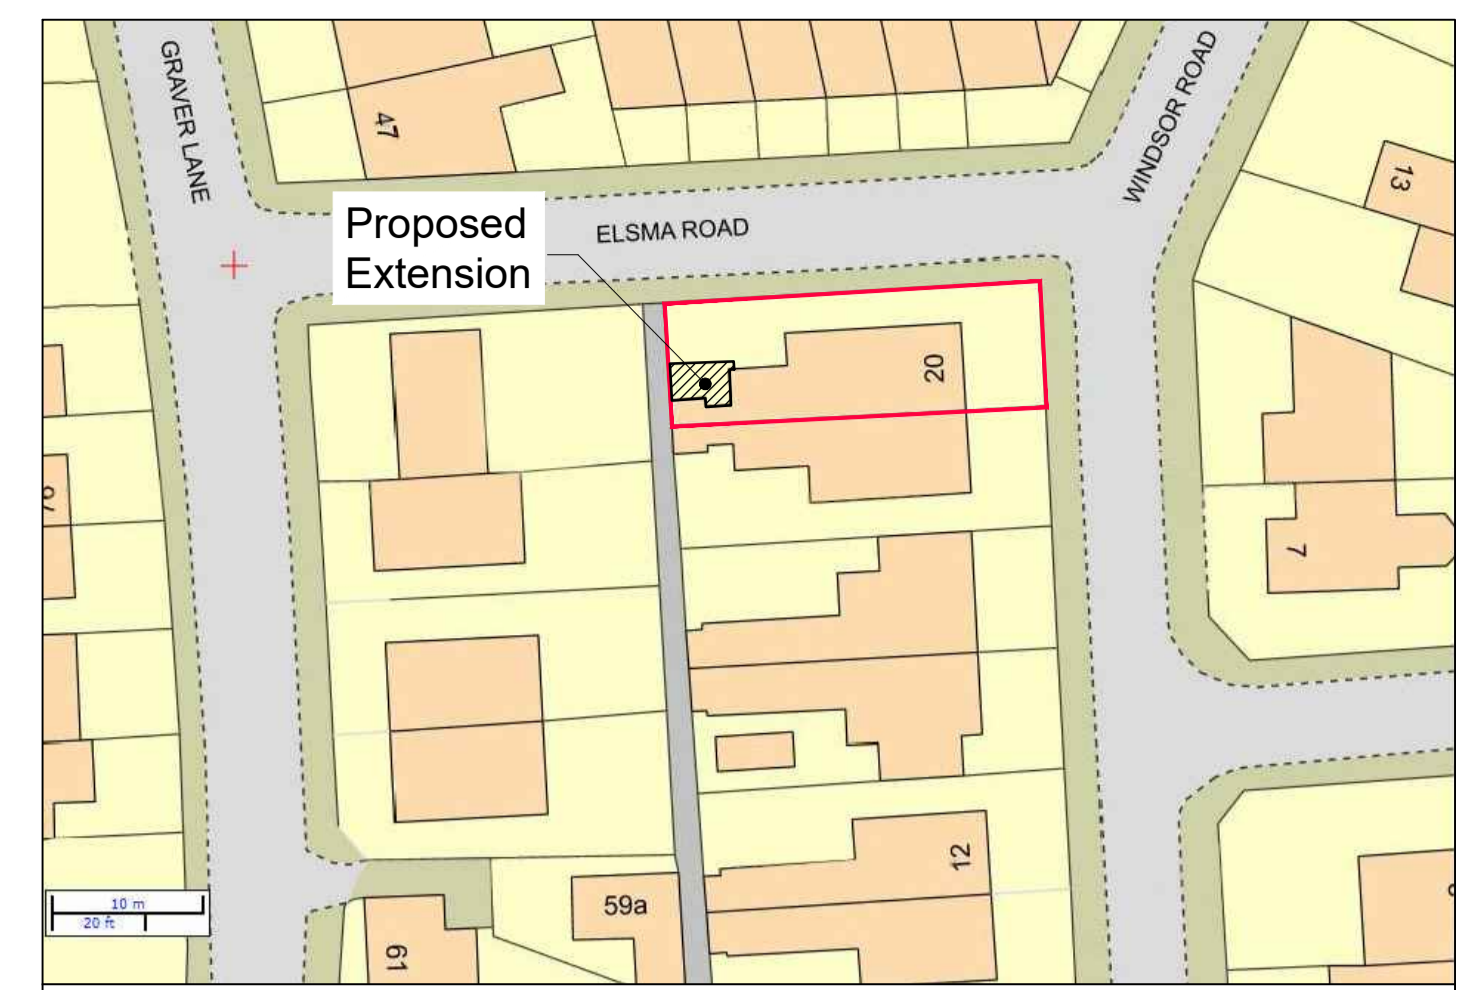 GRAVER LANE
47
WINDSOR ROAD
13
Proposed
Extension
ELSMA ROAD
20
7
12
59a
61
10 m
20 ft